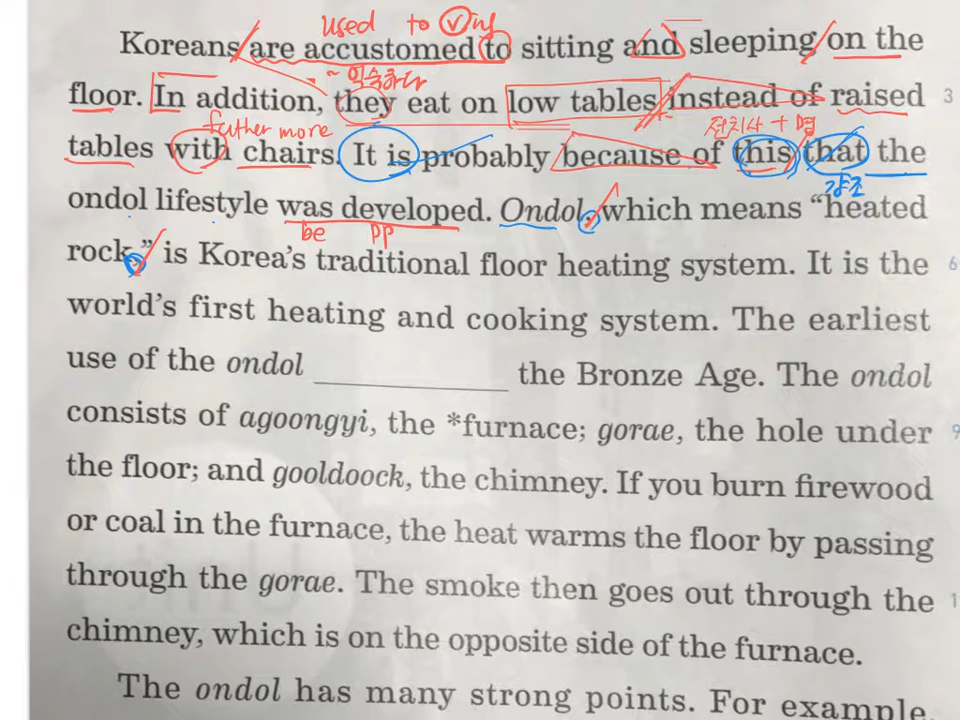 used to ving
Koreans are accustomed to sitting and sleeping on the
~ 익숙하다
floor. In addition, they eat on low tables instead of raised 3
further more 전치사 + 명
tables with chairs. It is probably because of this that the
강조
ondol lifestyle was developed. Ondol, which means “heated
be pp
rock,” is Korea’s traditional floor heating system. It is the 6
world’s first heating and cooking system. The earliest
use of the ondol ____________ the Bronze Age. The ondol
consists of agoongyi, the *furnace; gorae, the hole under 9
the floor; and gooldoock, the chimney. If you burn firewood
or coal in the furnace, the heat warms the floor by passing
through the gorae. The smoke then goes out through the 1
chimney, which is on the opposite side of the furnace.
The ondol has many strong points. For example,